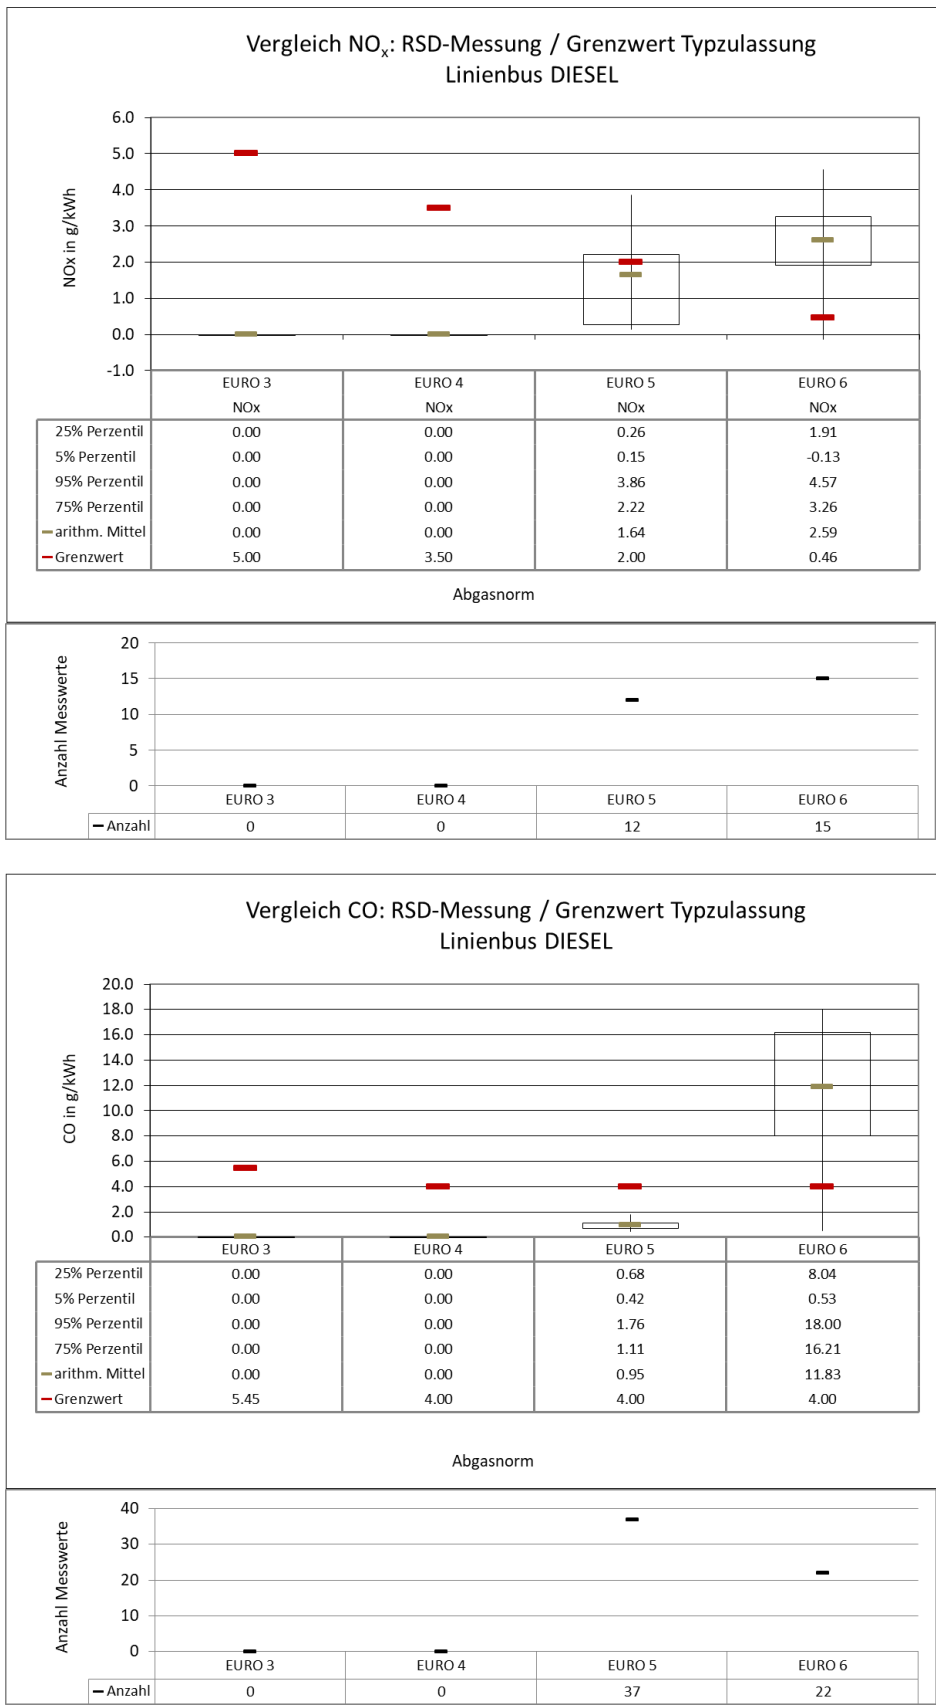 Vergleich NOx: RSD-Messung / Grenzwert Typzulassung
Linienbus DIESEL
NOx in g/kWh
6.0
5.0
4.0
3.0
2.0
1.0
0.0
-1.0
EURO 3 EURO 4 EURO 5 EURO 6
NOx NOx NOx NOx
25% Perzentil 0.00 0.00 0.26 1.91
5% Perzentil 0.00 0.00 0.15 -0.13
95% Perzentil 0.00 0.00 3.86 4.57
75% Perzentil 0.00 0.00 2.22 3.26
arithm. Mittel 0.00 0.00 1.64 2.59
Grenzwert 5.00 3.50 2.00 0.46
Abgasnorm
Anzahl Messwerte
20
15
10
5
0
EURO 3 EURO 4 EURO 5 EURO 6
Anzahl 0 0 12 15
Vergleich CO: RSD-Messung / Grenzwert Typzulassung
Linienbus DIESEL
CO in g/kWh
20.0
18.0
16.0
14.0
12.0
10.0
8.0
6.0
4.0
2.0
0.0
EURO 3 EURO 4 EURO 5 EURO 6
25% Perzentil 0.00 0.00 0.68 8.04
5% Perzentil 0.00 0.00 0.42 0.53
95% Perzentil 0.00 0.00 1.76 18.00
75% Perzentil 0.00 0.00 1.11 16.21
arithm. Mittel 0.00 0.00 0.95 11.83
Grenzwert 5.45 4.00 4.00 4.00
Abgasnorm
Anzahl Messwerte
40
30
20
10
0
EURO 3 EURO 4 EURO 5 EURO 6
Anzahl 0 0 37 22